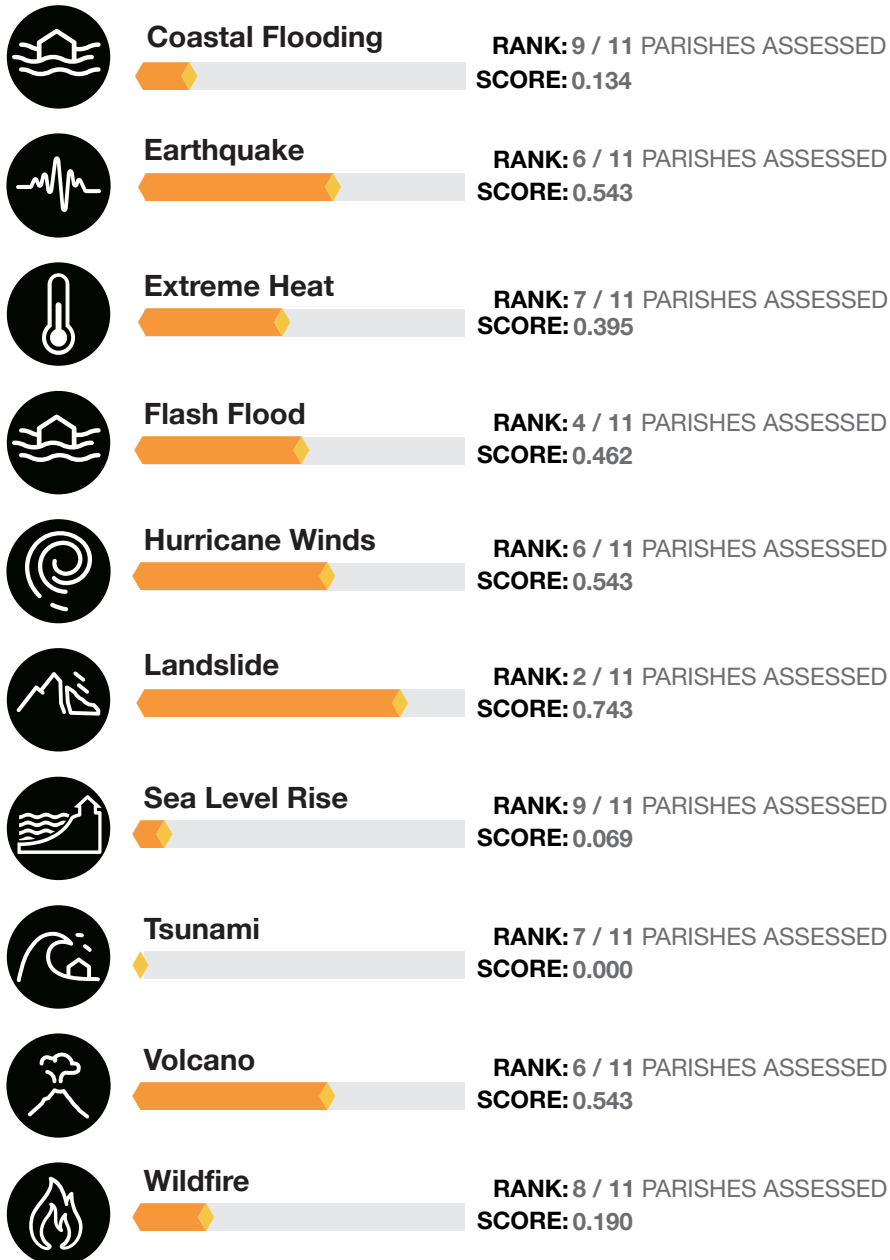 Coastal Flooding
RANK: 9 / 11 PARISHES ASSESSED
SCORE: 0.134
Earthquake
RANK: 6 / 11 PARISHES ASSESSED
SCORE: 0.543
Extreme Heat
RANK: 7 / 11 PARISHES ASSESSED
SCORE: 0.395
Flash Flood
RANK: 4 / 11 PARISHES ASSESSED
SCORE: 0.462
Hurricane Winds
RANK: 6 / 11 PARISHES ASSESSED
SCORE: 0.543
Landslide
RANK: 2 / 11 PARISHES ASSESSED
SCORE: 0.743
Sea Level Rise
RANK: 9 / 11 PARISHES ASSESSED
SCORE: 0.069
Tsunami
RANK: 7 / 11 PARISHES ASSESSED
SCORE: 0.000
Volcano
RANK: 6 / 11 PARISHES ASSESSED
SCORE: 0.543
Wildfire
RANK: 8 / 11 PARISHES ASSESSED
SCORE: 0.190